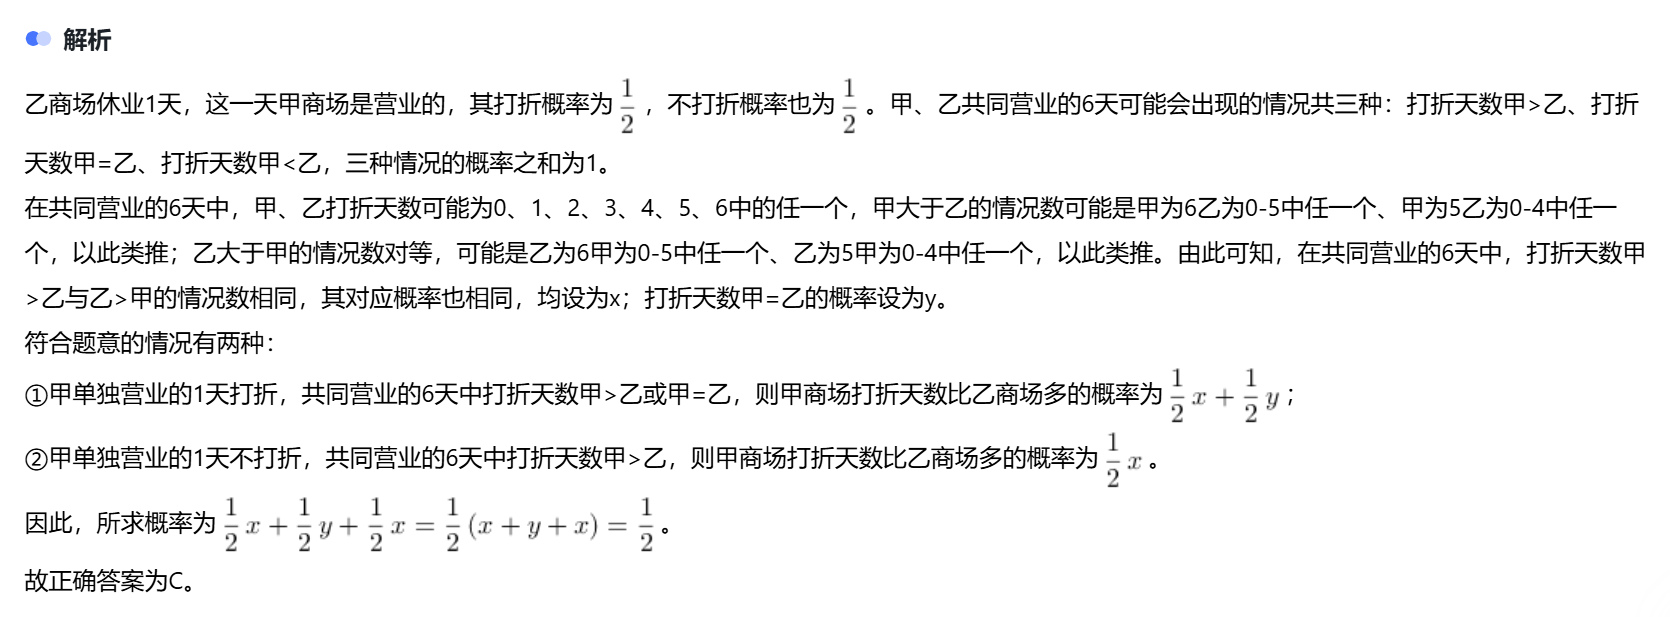 解析
乙商场休业1天，这一天甲商场是营业的，其打折概率为 1/2 ，不打折概率也为 1/2 。甲、乙共同营业的6天可能会出现的情况共三种：打折天数甲>乙、打折
天数甲=乙、打折天数甲<乙，三种情况的概率之和为1。
在共同营业的6天中，甲、乙打折天数可能为0、1、2、3、4、5、6中的任一个，甲大于乙的情况数可能是甲为6乙为0-5中任一个、甲为5乙为0-4中任一
个，以此类推；乙大于甲的情况数对等，可能是乙为6甲为0-5中任一个、乙为5甲为0-4中任一个，以此类推。由此可知，在共同营业的6天中，打折天数甲
>乙与乙>甲的情况数相同，其对应概率也相同，均设为x；打折天数甲=乙的概率设为y。
符合题意的情况有两种：
①甲单独营业的1天打折，共同营业的6天中打折天数甲>乙或甲=乙，则甲商场打折天数比乙商场多的概率为 1/2 x + 1/2 y ；
②甲单独营业的1天不打折，共同营业的6天中打折天数甲>乙，则甲商场打折天数比乙商场多的概率为 1/2 x 。
因此，所求概率为 1/2 x + 1/2 y + 1/2 x = 1/2 (x + y + x) = 1/2 。
故正确答案为C。